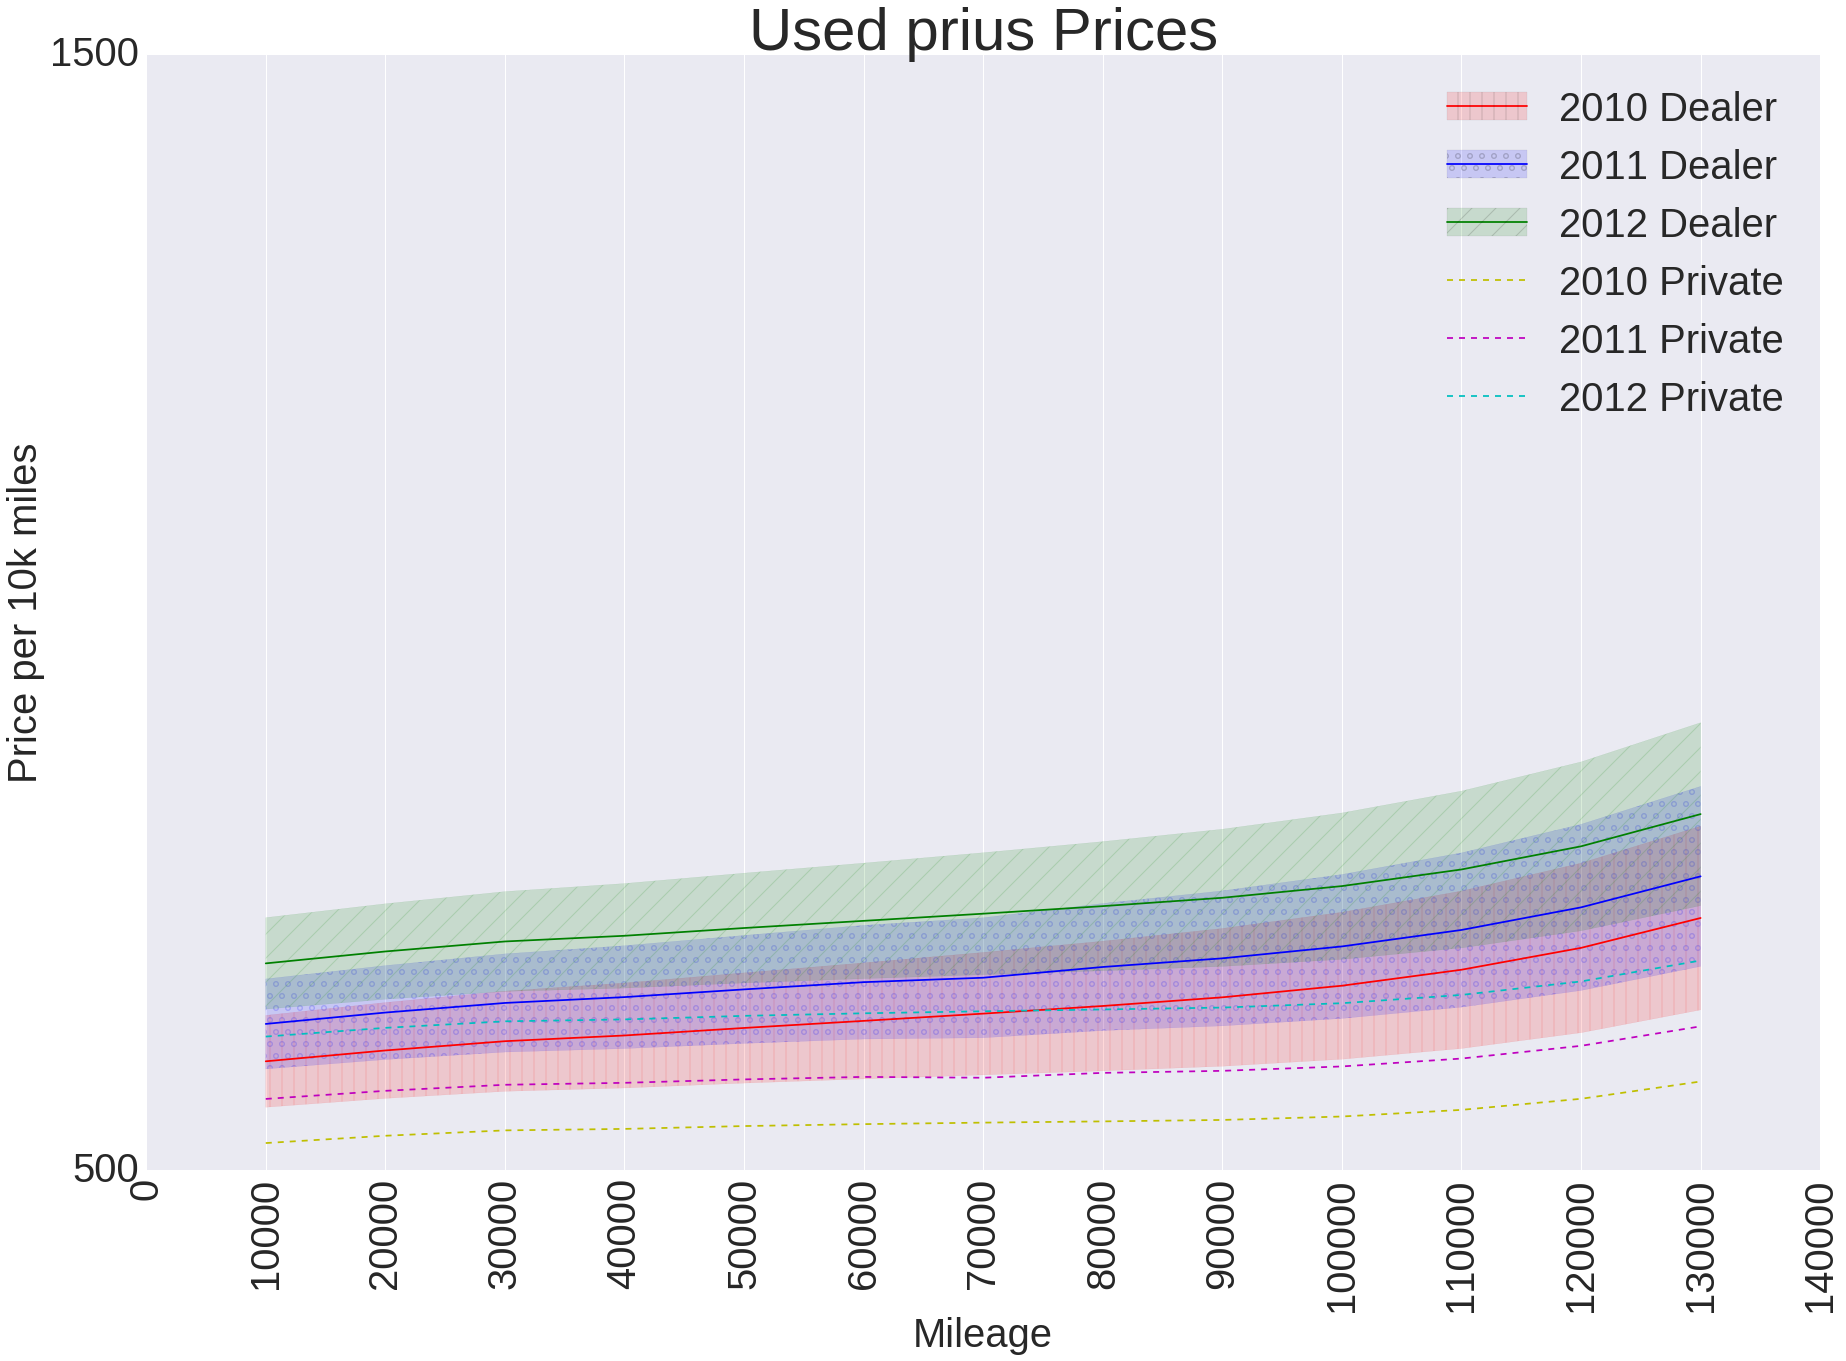 Used prius Prices
1500
2010 Dealer
2011 Dealer
2012 Dealer
2010 Private
2011 Private
2012 Private
Price per 10k miles
500
0
10000
20000
30000
40000
50000
60000
70000
80000
90000
100000
110000
120000
130000
140000
Mileage